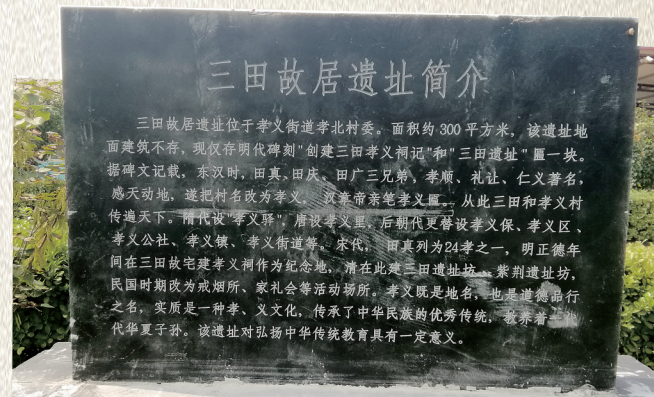 三田故居遗址简介
三田故居遗址位于孝义街道孝北村委。面积约300平方米，该遗址地
面建筑不存，现仅存明代碑刻"创建三田孝义祠记"和"三田遗址"匾一块。
据碑文记载，东汉时，田真、田庆、田广三兄弟，孝顺、礼让、仁义著名，
感天动地，遂把村名改为孝义，汉章帝亲笔孝义匾。从此三田和孝义村
传遍天下。隋代设"孝义驿"，唐设孝义里，后朝代更替设孝义保、孝义区、
孝义公社、孝义镇、孝义街道等。宋代，田真列为24孝之一，明正德年
间在三田故宅建孝义祠作为纪念地，清在此建三田遗址坊、紫荆遗址坊，
民国时期改为戒烟所、家礼会等活动场所。孝义既是地名，也是道德品行
之名，实质是一种孝、义文化，传承了中华民族的优秀传统，教养着一代
代华夏子孙。该遗址对弘扬中华传统教育具有一定意义。